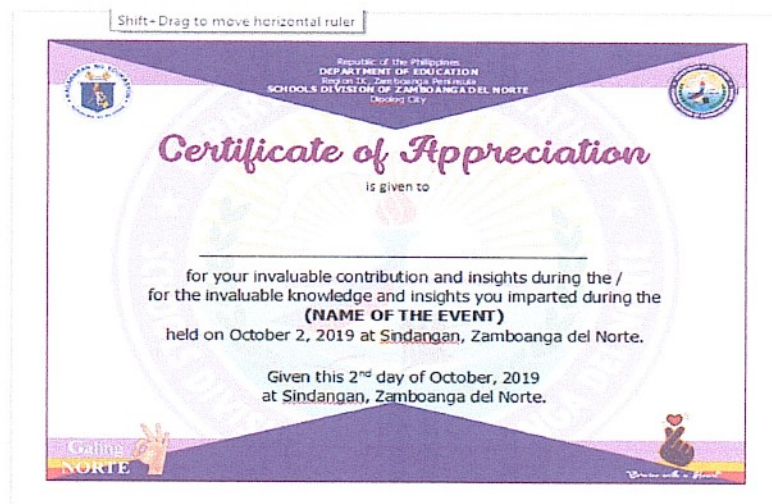 Shift+Drag to move horizontal ruler
Republic of the Philippines
DEPARTMENT OF EDUCATION
Region IX, Zamboanga Peninsula
SCHOOLS DIVISION OF ZAMBOANGA DEL NORTE
Dipolog City
Certificate of Appreciation
is given to
for your invaluable contribution and insights during the /
for the invaluable knowledge and insights you imparted during the
(NAME OF THE EVENT)
held on October 2, 2019 at Sindangan, Zamboanga del Norte.
Given this 2nd day of October, 2019
at Sindangan, Zamboanga del Norte.
Galing
NORTE